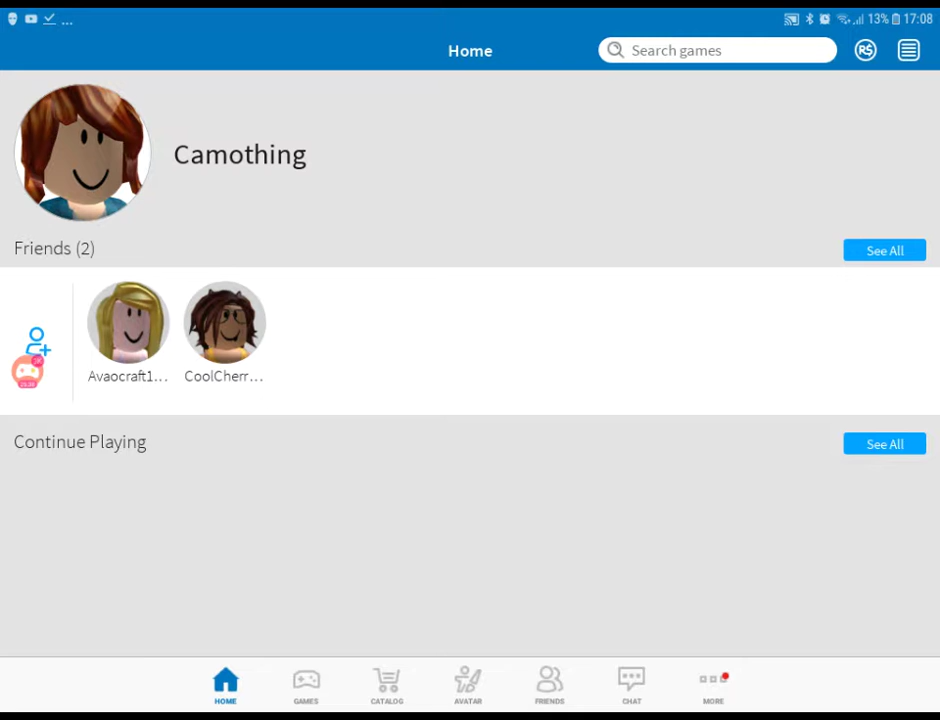 ... 13% 17:08
Home
Search games
R$
Camothing
Friends (2)
See All
Avaocraft1...
CoolCherr...
Continue Playing
See All
HOME GAMES CATALOG AVATAR FRIENDS CHAT MORE